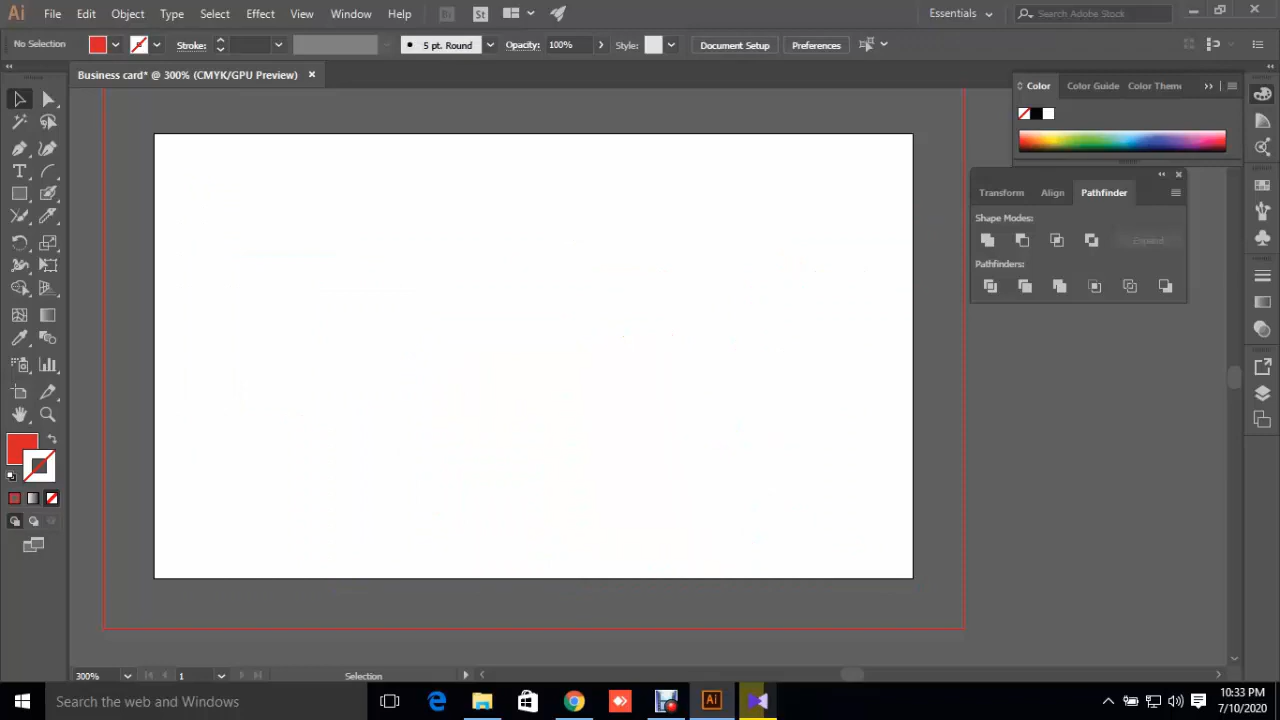 Ai File Edit Object Type Select Effect View Window Help Br St Essentials Search Adobe Stock
No Selection Stroke: 5 pt. Round Opacity: 100% Style: Document Setup Preferences
Business card* @ 300% (CMYK/GPU Preview)
Color Color Guide Color Theme
Transform Align Pathfinder
Shape Modes:
Expand
Pathfinders:
300% 1 Selection
Search the web and Windows
Ai
10:33 PM
7/10/2020